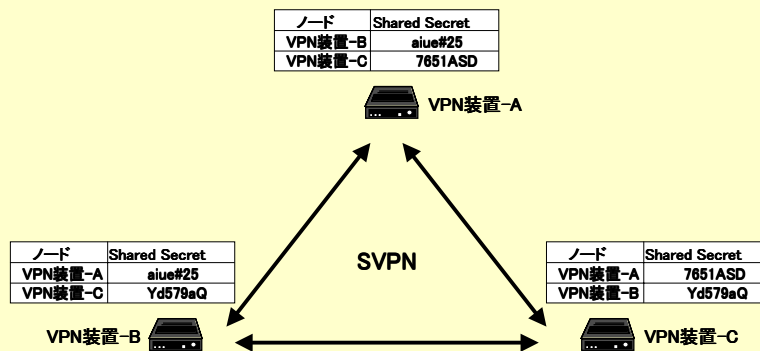 ノード Shared Secret
VPN装置-B aiue#25
VPN装置-C 7651ASD
VPN装置-A
SVPN
ノード Shared Secret
VPN装置-A aiue#25
VPN装置-C Yd579aQ
VPN装置-B
ノード Shared Secret
VPN装置-A 7651ASD
VPN装置-B Yd579aQ
VPN装置-C